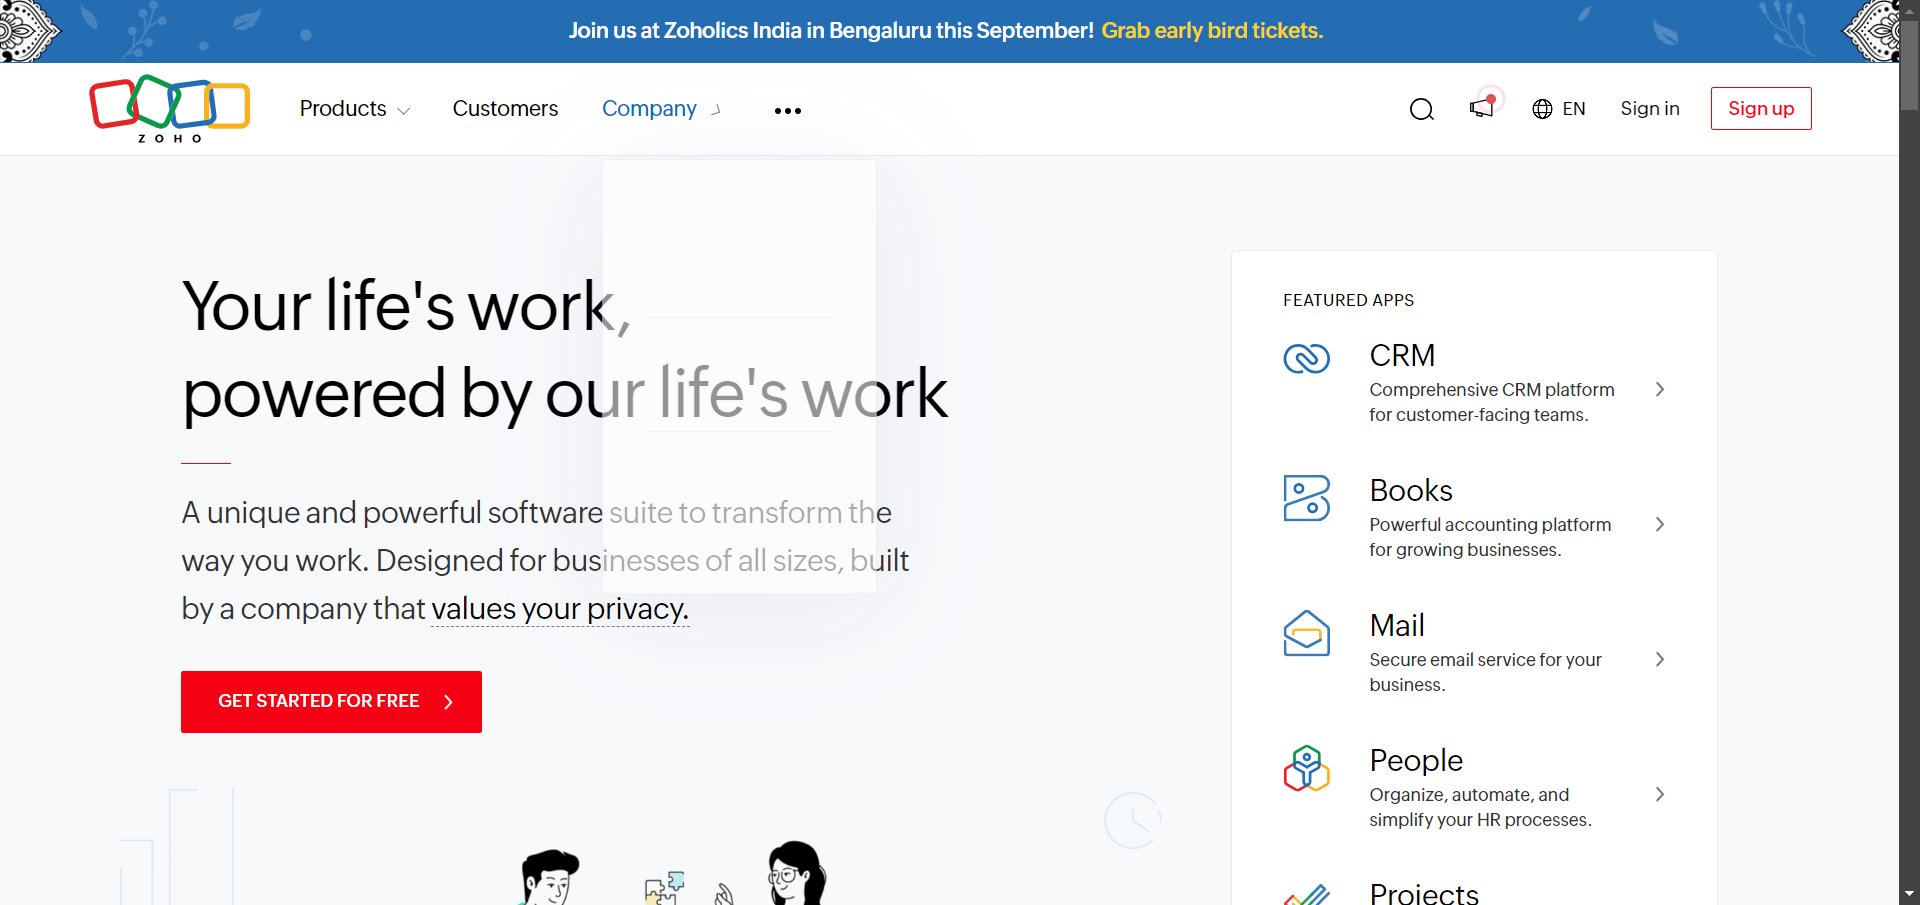 Join us at Zoholics India in Bengaluru this September! Grab early bird tickets.
ZOHO
Products
Customers
Company
•••
EN
Sign in
Sign up
Your life's work,
powered by our life's work
A unique and powerful software suite to transform the
way you work. Designed for businesses of all sizes, built
by a company that values your privacy.
GET STARTED FOR FREE
FEATURED APPS
CRM
Comprehensive CRM platform
for customer-facing teams.
Books
Powerful accounting platform
for growing businesses.
Mail
Secure email service for your
business.
People
Organize, automate, and
simplify your HR processes.
Projects